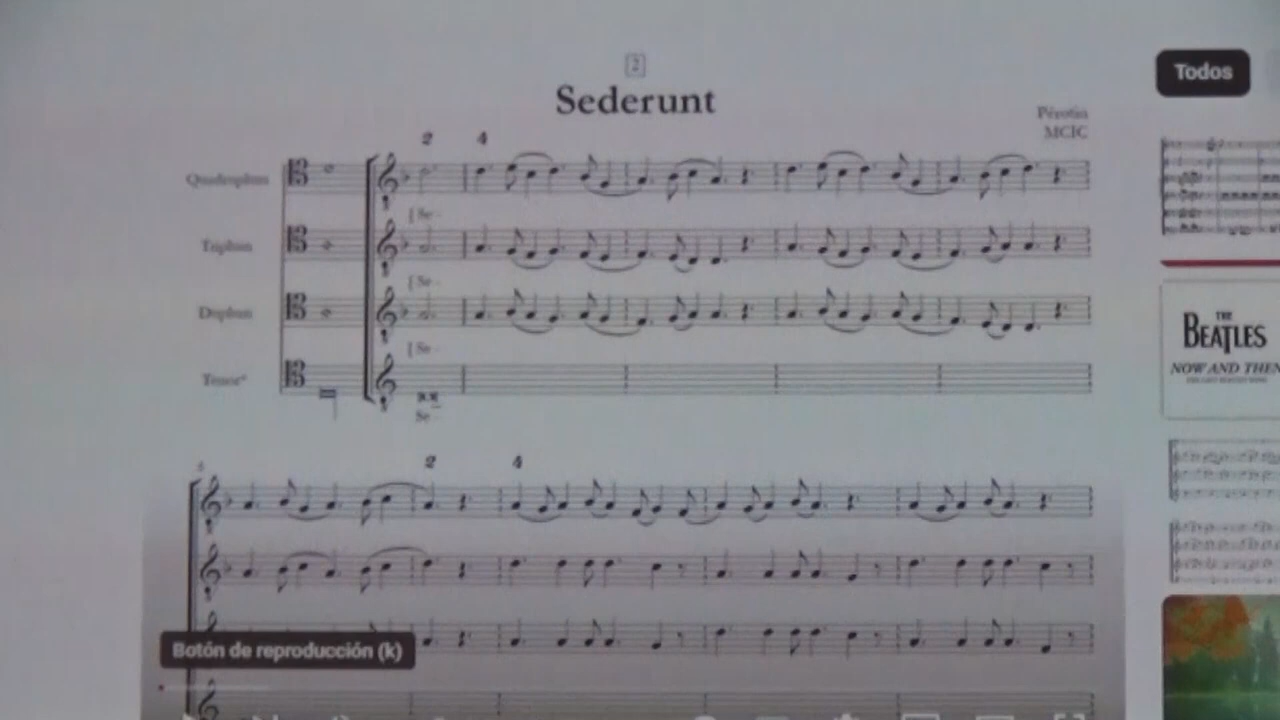 2
Sederunt
Pérotin
MCIC
2 4
Quadruplum
[ Se -
Triplum
[ Se -
Duplum
[ Se -
Tenor*
Se -
5
2 4
Botón de reproducción (k)
Todos
THE
BEATLES
NOW AND THEN